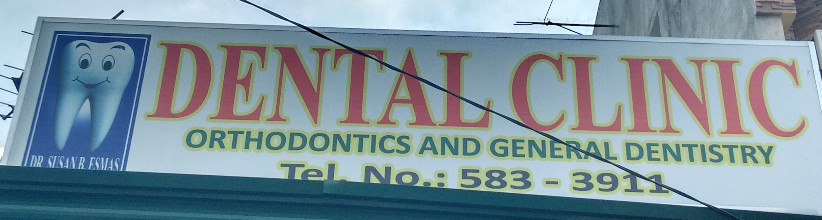 DENTAL CLINIC
ORTHODONTICS AND GENERAL DENTISTRY
DR. SUSAN B. ESMAS
Tel. No.: 583 - 3911